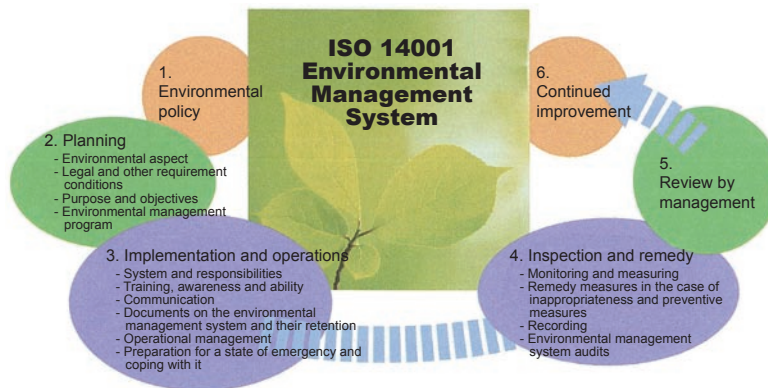 ISO 14001
Environmental
Management
System
1.
Environmental
policy
2. Planning
- Environmental aspect
- Legal and other requirement
conditions
- Purpose and objectives
- Environmental management
program
3. Implementation and operations
- System and responsibilities
- Training, awareness and ability
- Communication
- Documents on the environmental
management system and their retention
- Operational management
- Preparation for a state of emergency and
coping with it
4. Inspection and remedy
- Monitoring and measuring
- Remedy measures in the case of
inappropriateness and preventive
measures
- Recording
- Environmental management
system audits
5.
Review by
management
6.
Continued
improvement